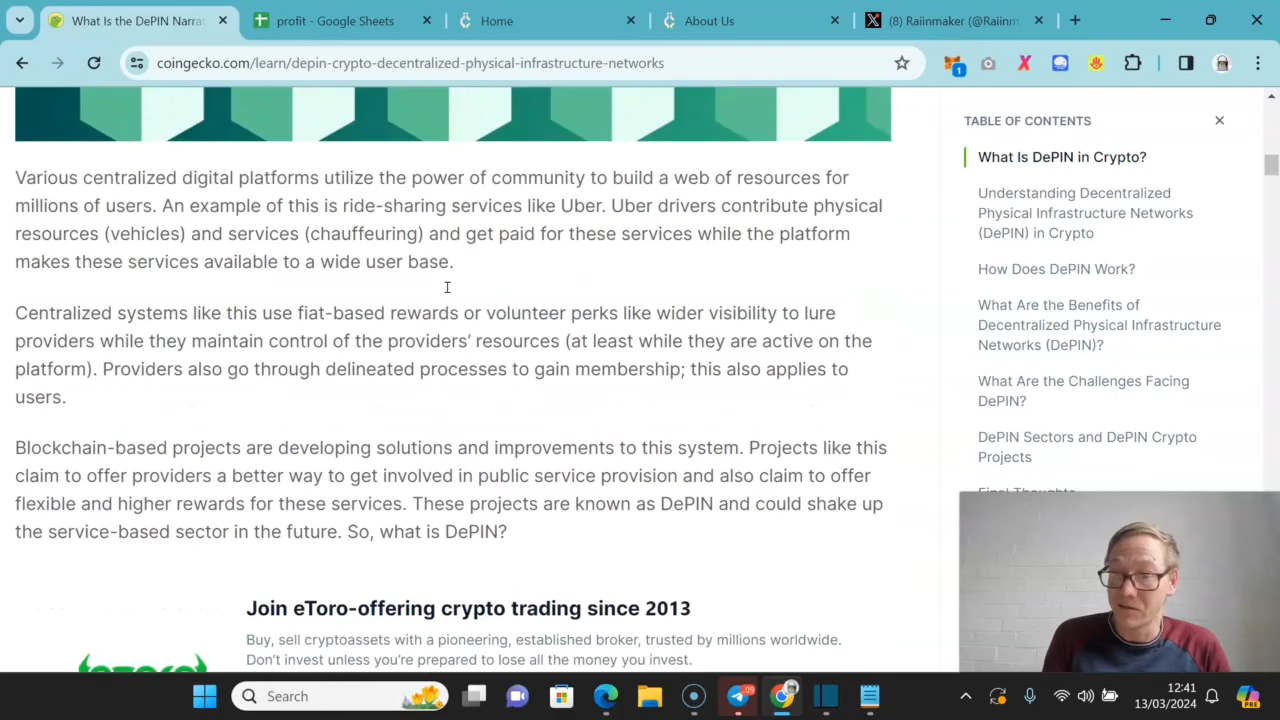 What Is the DePIN Narrat
profit - Google Sheets
Home
About Us
(8) Raiinmaker (@Raiinm
coingecko.com/learn/depin-crypto-decentralized-physical-infrastructure-networks
1
Various centralized digital platforms utilize the power of community to build a web of resources for
millions of users. An example of this is ride-sharing services like Uber. Uber drivers contribute physical
resources (vehicles) and services (chauffeuring) and get paid for these services while the platform
makes these services available to a wide user base.
Centralized systems like this use fiat-based rewards or volunteer perks like wider visibility to lure
providers while they maintain control of the providers' resources (at least while they are active on the
platform). Providers also go through delineated processes to gain membership; this also applies to
users.
Blockchain-based projects are developing solutions and improvements to this system. Projects like this
claim to offer providers a better way to get involved in public service provision and also claim to offer
flexible and higher rewards for these services. These projects are known as DePIN and could shake up
the service-based sector in the future. So, what is DePIN?
Join eToro-offering crypto trading since 2013
Buy, sell cryptoassets with a pioneering, established broker, trusted by millions worldwide.
Don't invest unless you're prepared to lose all the money you invest.
eToro
TABLE OF CONTENTS
What Is DePIN in Crypto?
Understanding Decentralized
Physical Infrastructure Networks
(DePIN) in Crypto
How Does DePIN Work?
What Are the Benefits of
Decentralized Physical Infrastructure
Networks (DePIN)?
What Are the Challenges Facing
DePIN?
DePIN Sectors and DePIN Crypto
Projects
Final Thoughts
Search
.09
12:41
13/03/2024
PRE